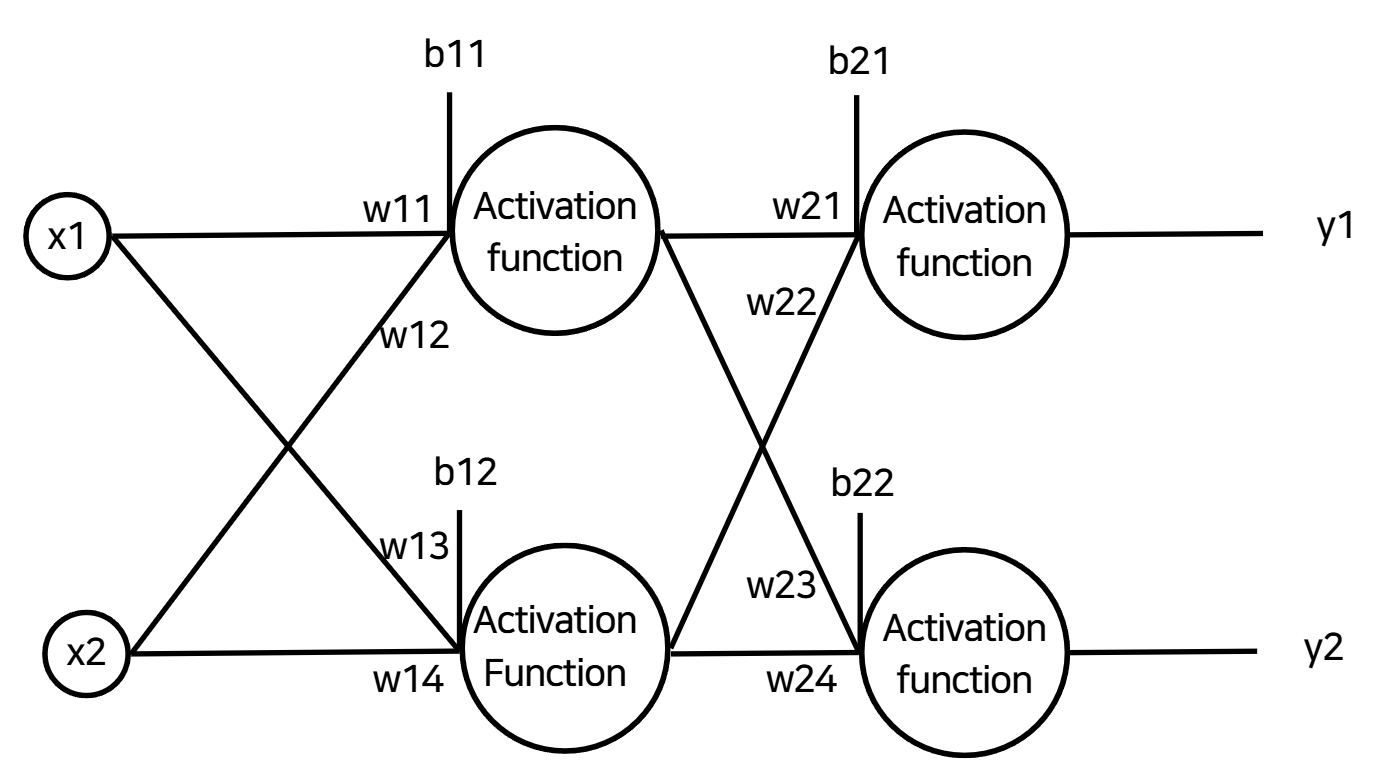 b11
b21
w11
Activation
function
w21
Activation
function
x1
y1
w12
w22
b12
b22
w13
w23
Activation
Function
Activation
function
x2
y2
w14
w24